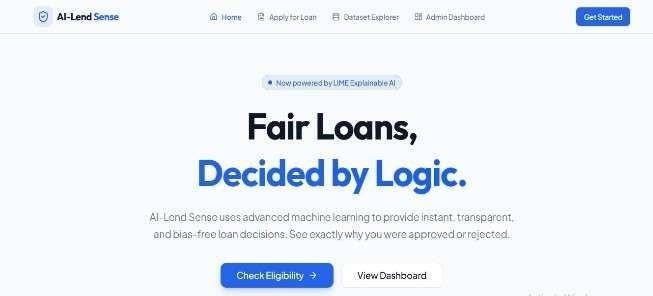 AI-Lend Sense
Home
Apply for Loan
Dataset Explorer
Admin Dashboard
Get Started
Now powered by LIME Explainable AI
Fair Loans,
Decided by Logic.
AI-Lend Sense uses advanced machine learning to provide instant, transparent,
and bias-free loan decisions. See exactly why you were approved or rejected.
Check Eligibility →
View Dashboard